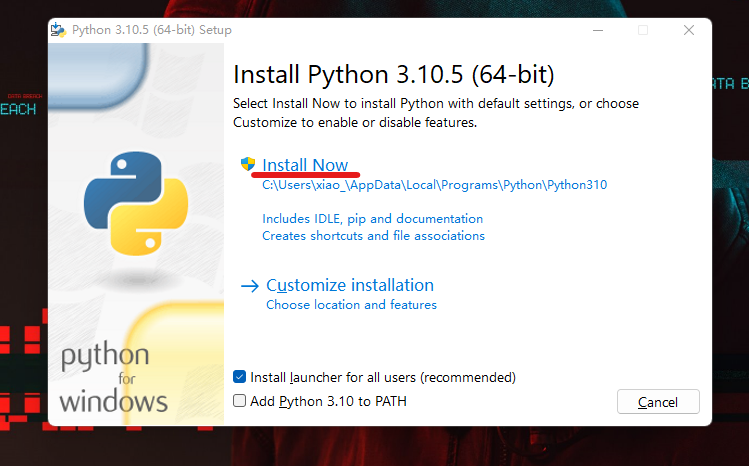 Python 3.10.5 (64-bit) Setup
Install Python 3.10.5 (64-bit)
Select Install Now to install Python with default settings, or choose
Customize to enable or disable features.
Install Now
C:\Users\xiao_\AppData\Local\Programs\Python\Python310
Includes IDLE, pip and documentation
Creates shortcuts and file associations
Customize installation
Choose location and features
Install launcher for all users (recommended)
Add Python 3.10 to PATH
Cancel
python
for
windows
DATA BREACH
EACH
ATA B